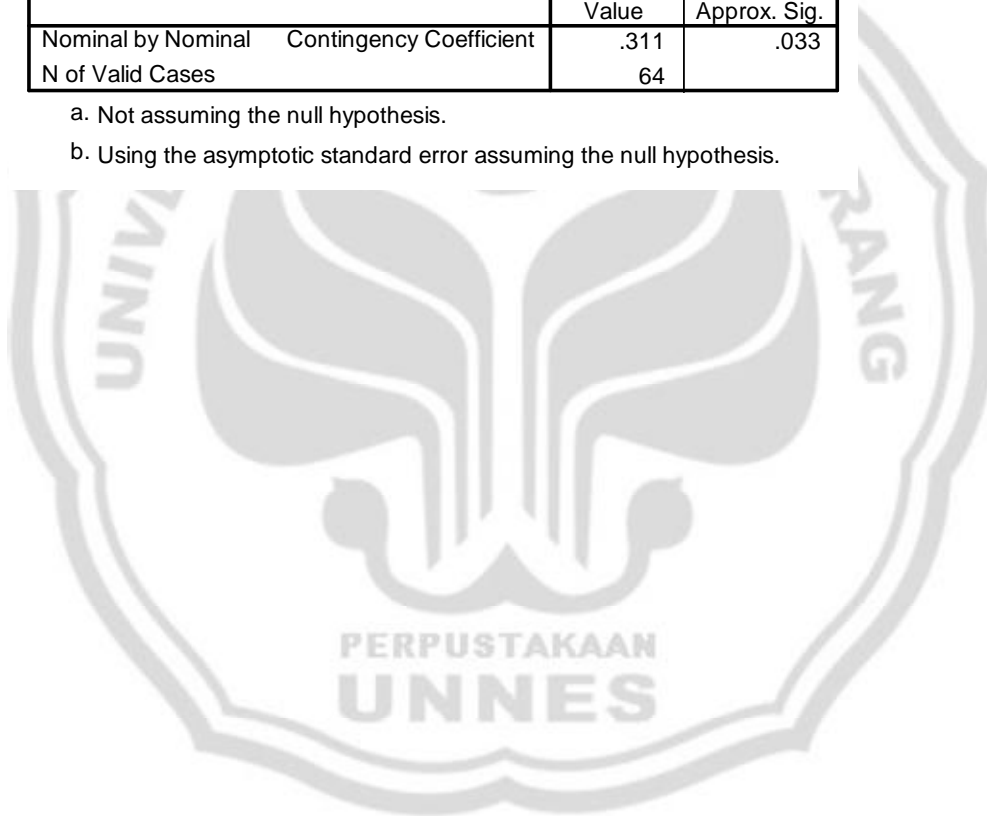 Value Approx. Sig.
Nominal by Nominal Contingency Coefficient .311 .033
N of Valid Cases 64
a. Not assuming the null hypothesis.
b. Using the asymptotic standard error assuming the null hypothesis.
PERPUSTAKAAN
UNNES